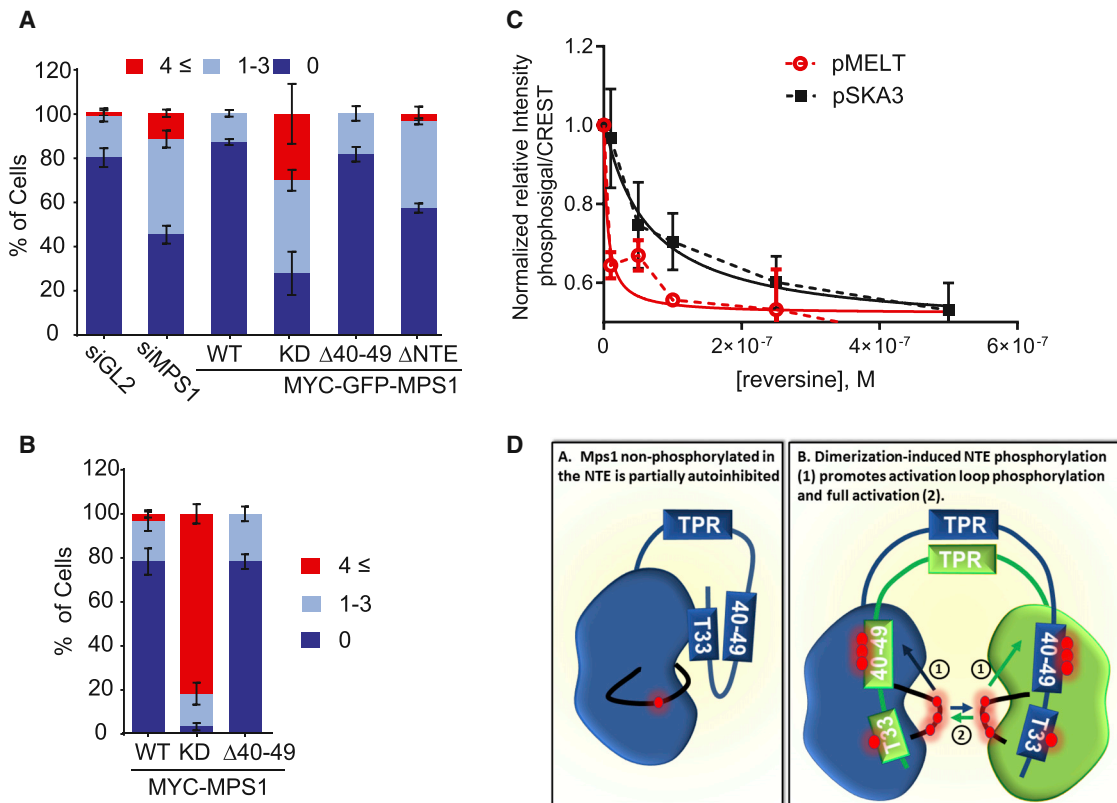 A
4 ≤
1-3
0
% of Cells
120
100
80
60
40
20
0
siGL2
siMPS1
WT
KD
Δ40-49
ΔNTE
MYC-GFP-MPS1
B
% of Cells
120
100
80
60
40
20
0
4 ≤
1-3
0
WT
KD
Δ40-49
MYC-MPS1
C
Normalized relative Intensity
phosphosigal/CREST
1.2
1.0
0.8
0.6
pMELT
pSKA3
0
2×10⁻⁷
4×10⁻⁷
6×10⁻⁷
[reversine], M
D
A. Mps1 non-phosphorylated in
the NTE is partially autoinhibited
TPR
T33
40-49
B. Dimerization-induced NTE phosphorylation
(1) promotes activation loop phosphorylation
and full activation (2).
TPR
TPR
40-49
T33
1
1
2
40-49
T33